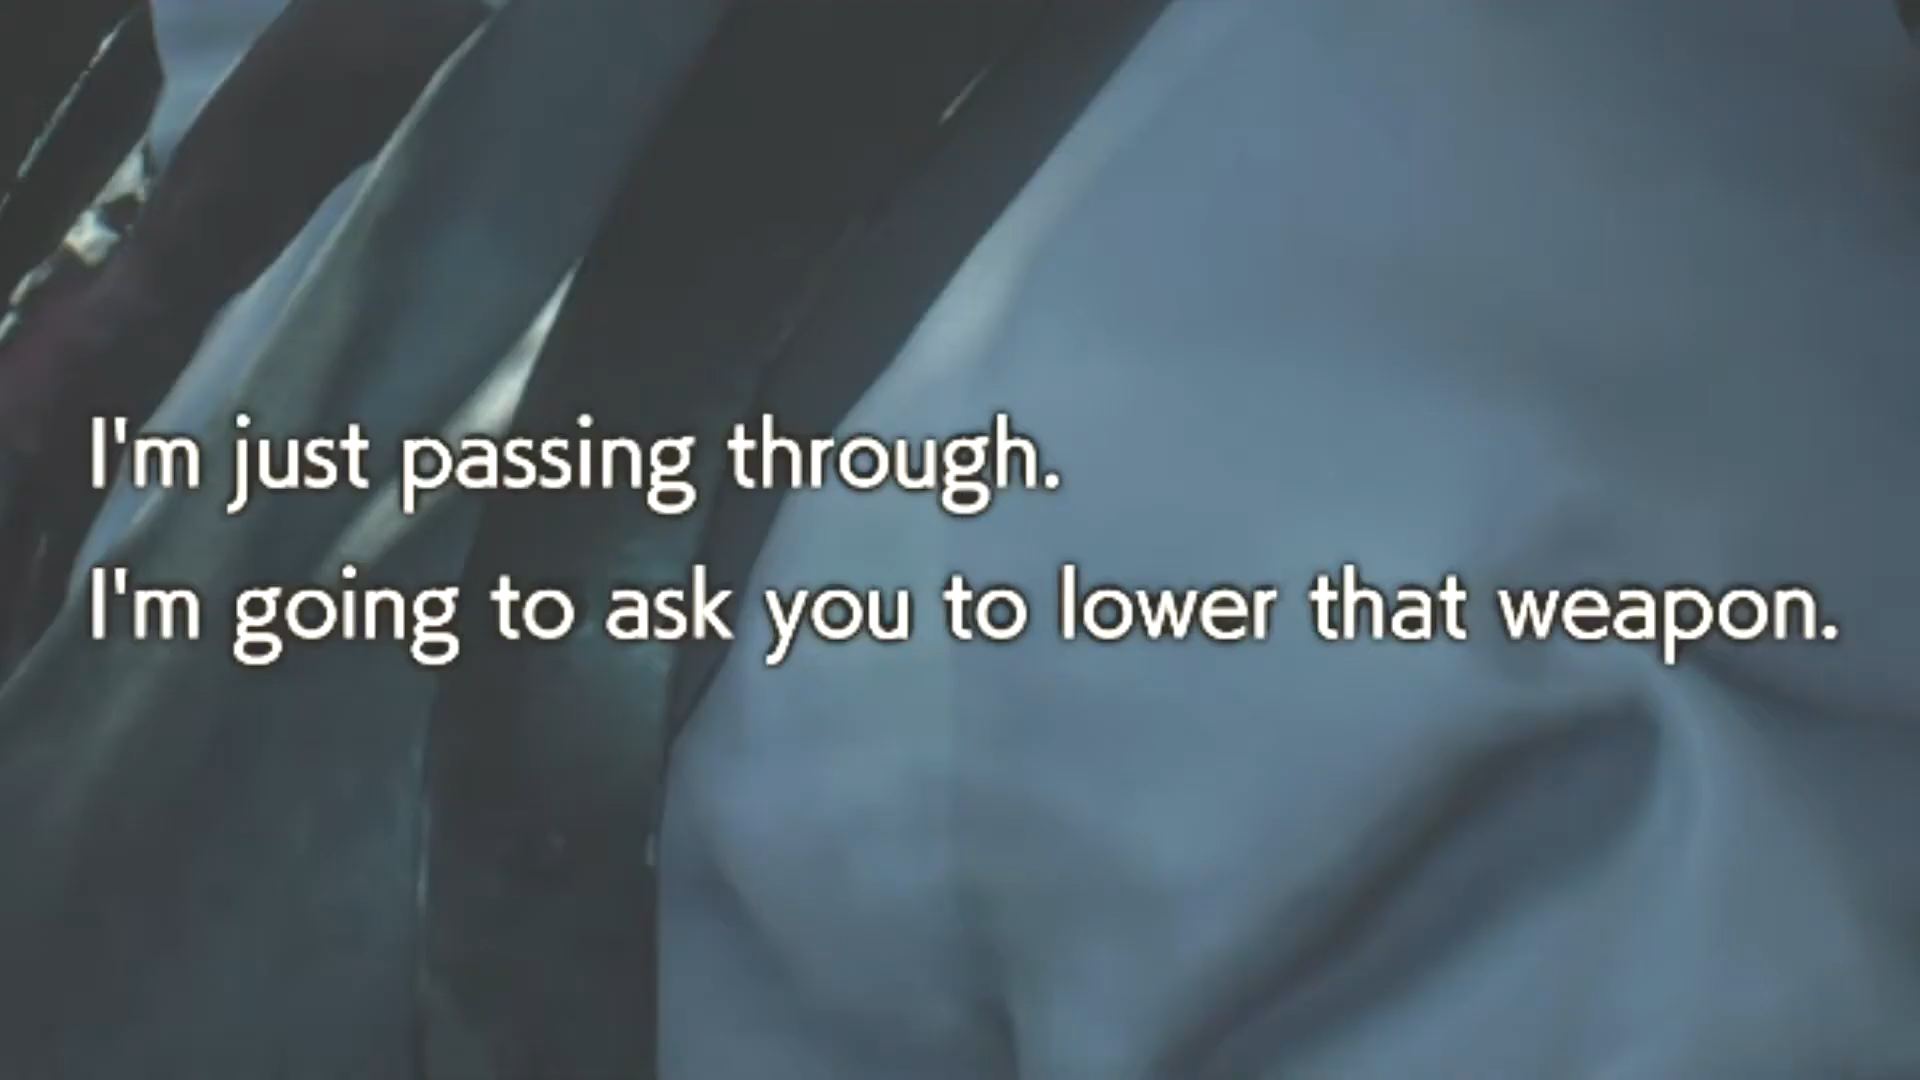 I'm just passing through.
I'm going to ask you to lower that weapon.